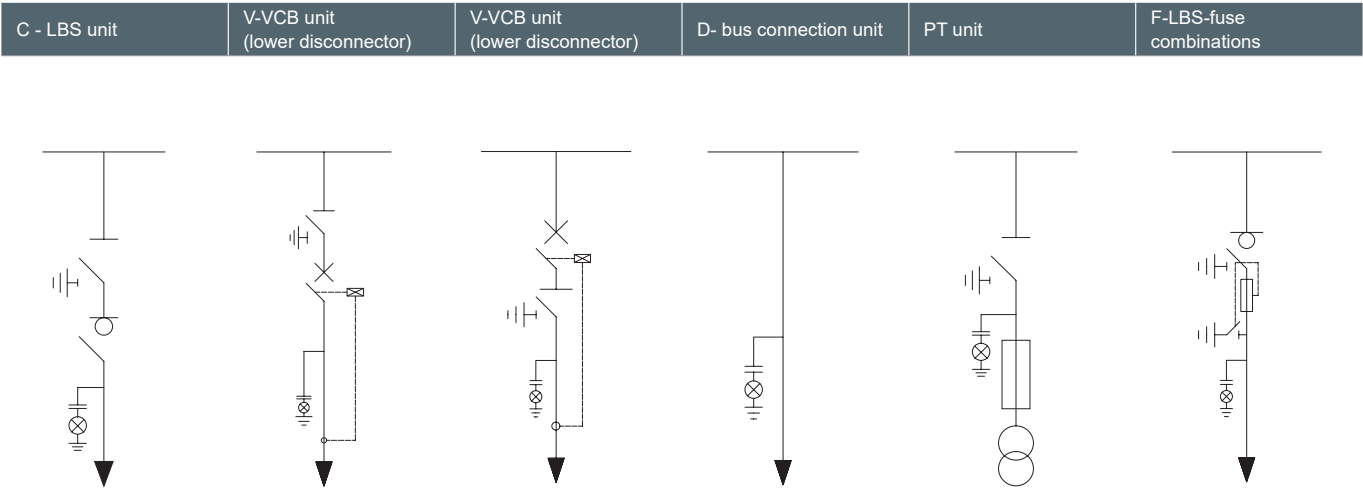 C - LBS unit
V-VCB unit
(lower disconnector)
V-VCB unit
(lower disconnector)
D- bus connection unit
PT unit
F-LBS-fuse
combinations